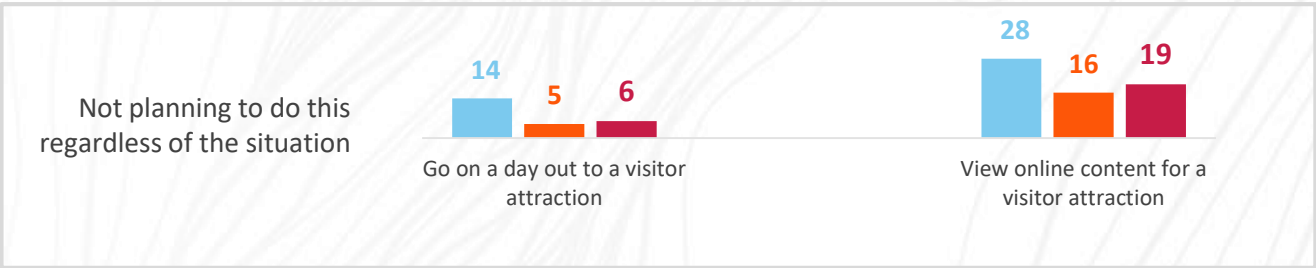 28
14
16
19
5
6
Not planning to do this
regardless of the situation
Go on a day out to a visitor
attraction
View online content for a
visitor attraction